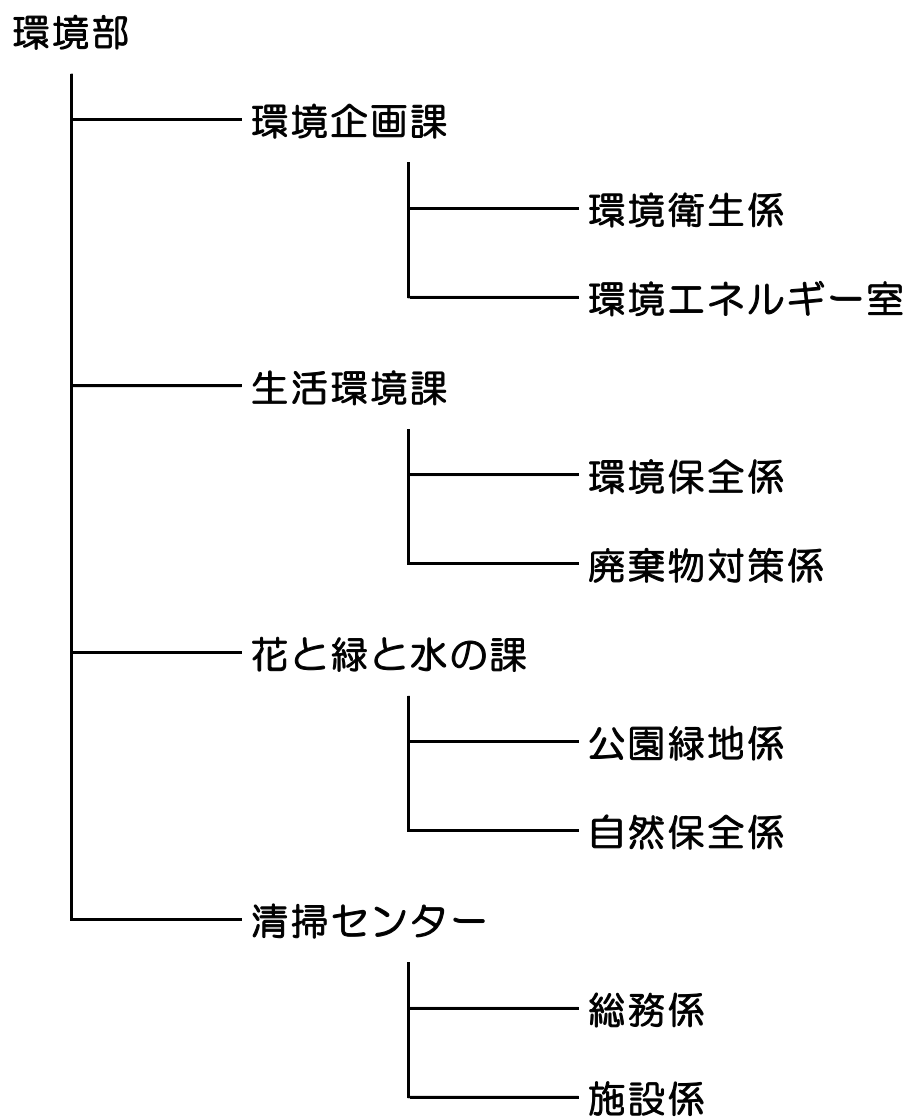 環境部
環境企画課
環境衛生係
環境エネルギー室
生活環境課
環境保全係
廃棄物対策係
花と緑と水の課
公園緑地係
自然保全係
清掃センター
総務係
施設係